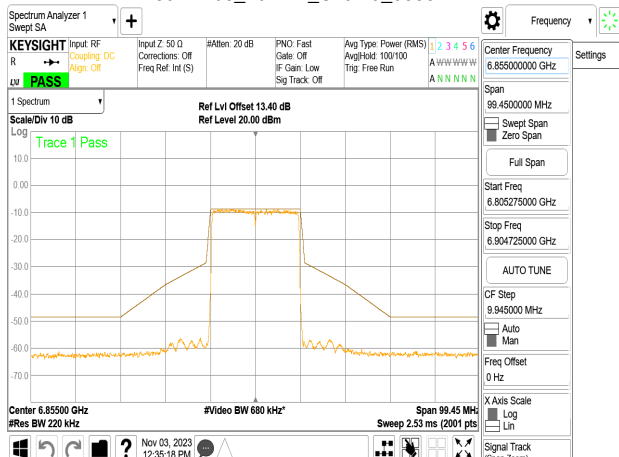 Spectrum Analyzer 1
Swept SA
Frequency
KEYSIGHT
R
LXI
PASS
Input: RF
Coupling: DC
Align: Off
Input Z: 50 Ω
Corrections: Off
Freq Ref: Int (S)
#Atten: 20 dB
PNO: Fast
Gate: Off
IF Gain: Low
Sig Track: Off
Avg Type: Power (RMS)
Avg|Hold: 100/100
Trig: Free Run
1 2 3 4 5 6
A W W W W W
A N N N N N
Center Frequency
6.855000000 GHz
Settings
Span
99.4500000 MHz
Swept Span
Zero Span
Full Span
Start Freq
6.805275000 GHz
Stop Freq
6.904725000 GHz
AUTO TUNE
CF Step
9.945000 MHz
Auto
Man
Freq Offset
0 Hz
X Axis Scale
Log
Lin
Signal Track
1 Spectrum
Scale/Div 10 dB
Ref Lvl Offset 13.40 dB
Ref Level 20.00 dBm
Log
Trace 1 Pass
10.0
0.00
-10.0
-20.0
-30.0
-40.0
-50.0
-60.0
-70.0
Center 6.85500 GHz
#Video BW 680 kHz*
Span 99.45 MHz
#Res BW 220 kHz
Sweep 2.53 ms (2001 pts)
Nov 03, 2023
12:35:18 PM